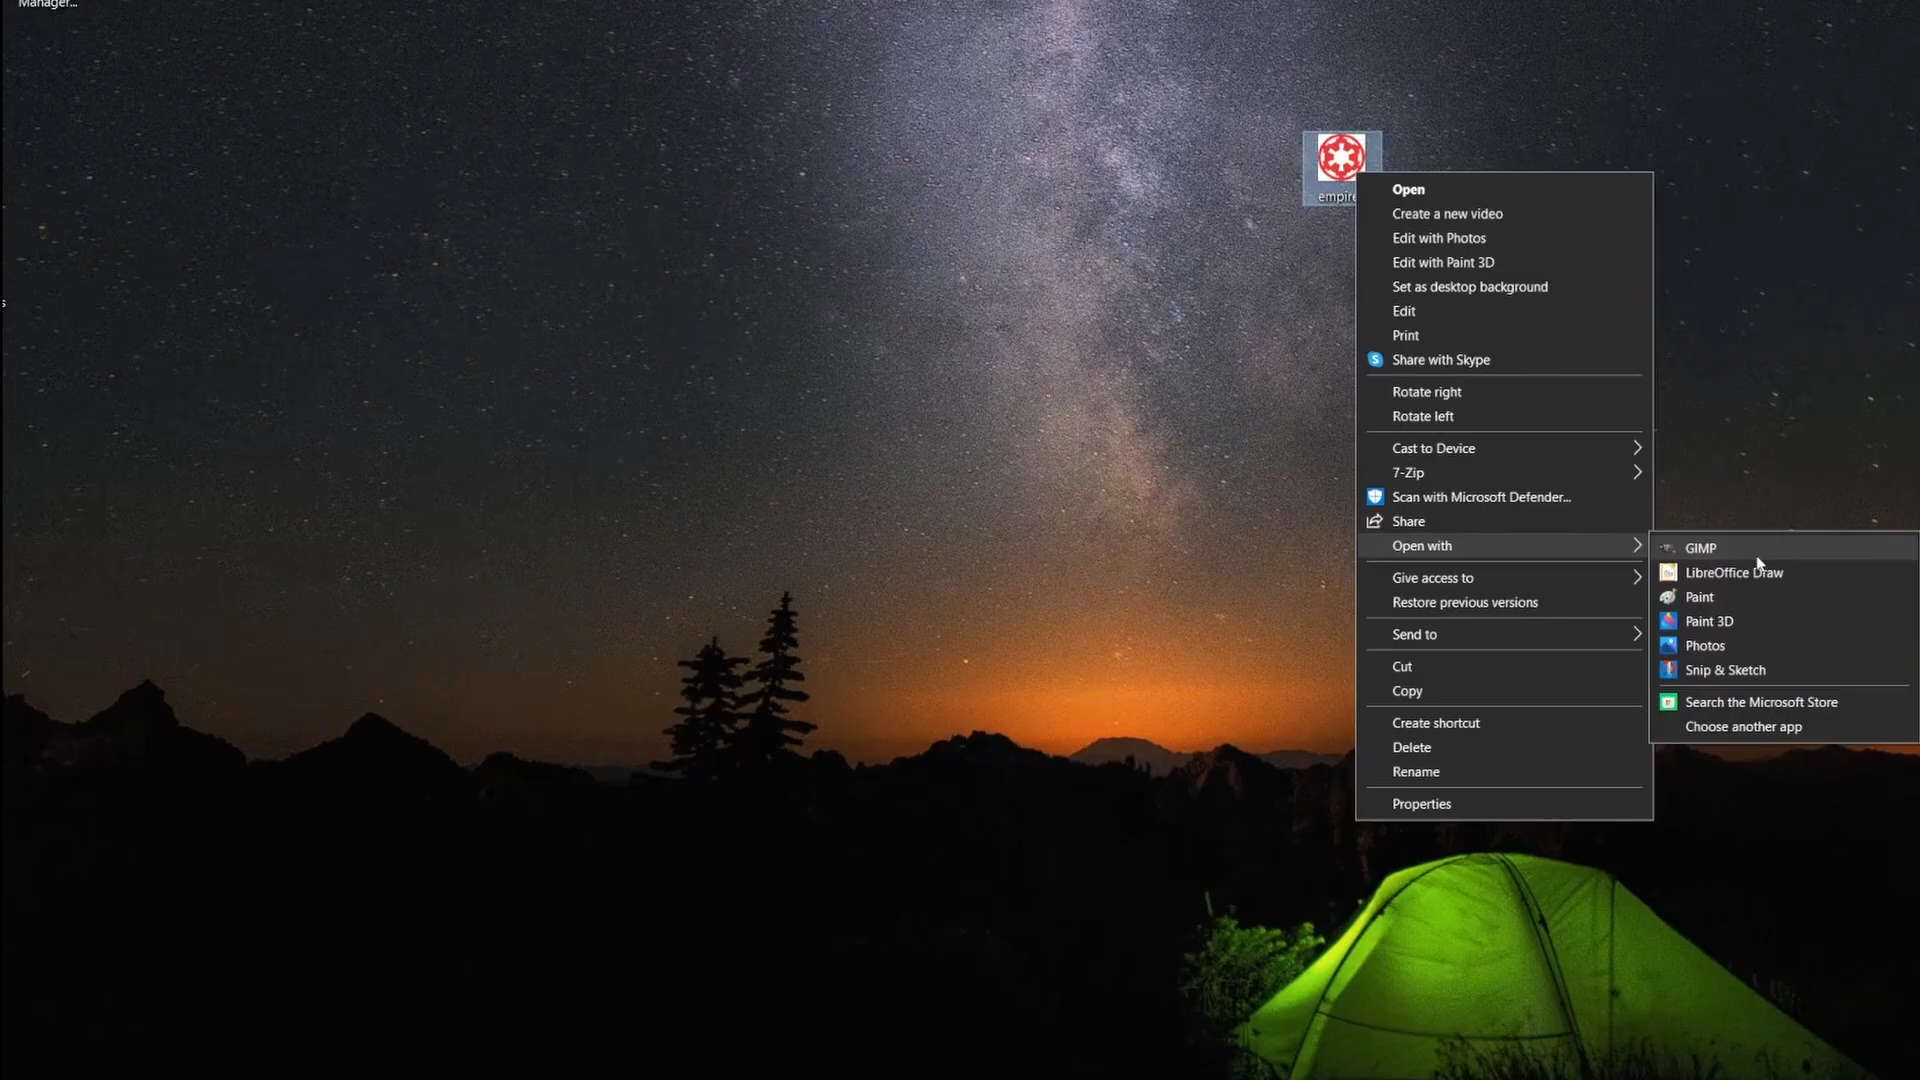 Manager...
s
empire
Open
Create a new video
Edit with Photos
Edit with Paint 3D
Set as desktop background
Edit
Print
Share with Skype
Rotate right
Rotate left
Cast to Device
7-Zip
Scan with Microsoft Defender...
Share
Open with
Give access to
Restore previous versions
Send to
Cut
Copy
Create shortcut
Delete
Rename
Properties
GIMP
LibreOffice Draw
Paint
Paint 3D
Photos
Snip & Sketch
Search the Microsoft Store
Choose another app